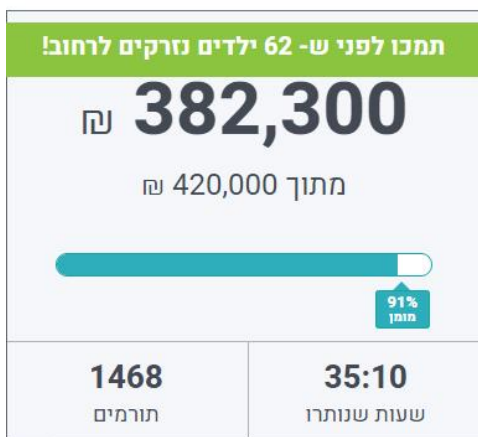 תמכו לפני ש- 62 ילדים נזרקים לרחוב!
382,300 ₪
מתוך 420,000 ₪
91%
מומן
35:10
שעות שנותרו
1468
תורמים